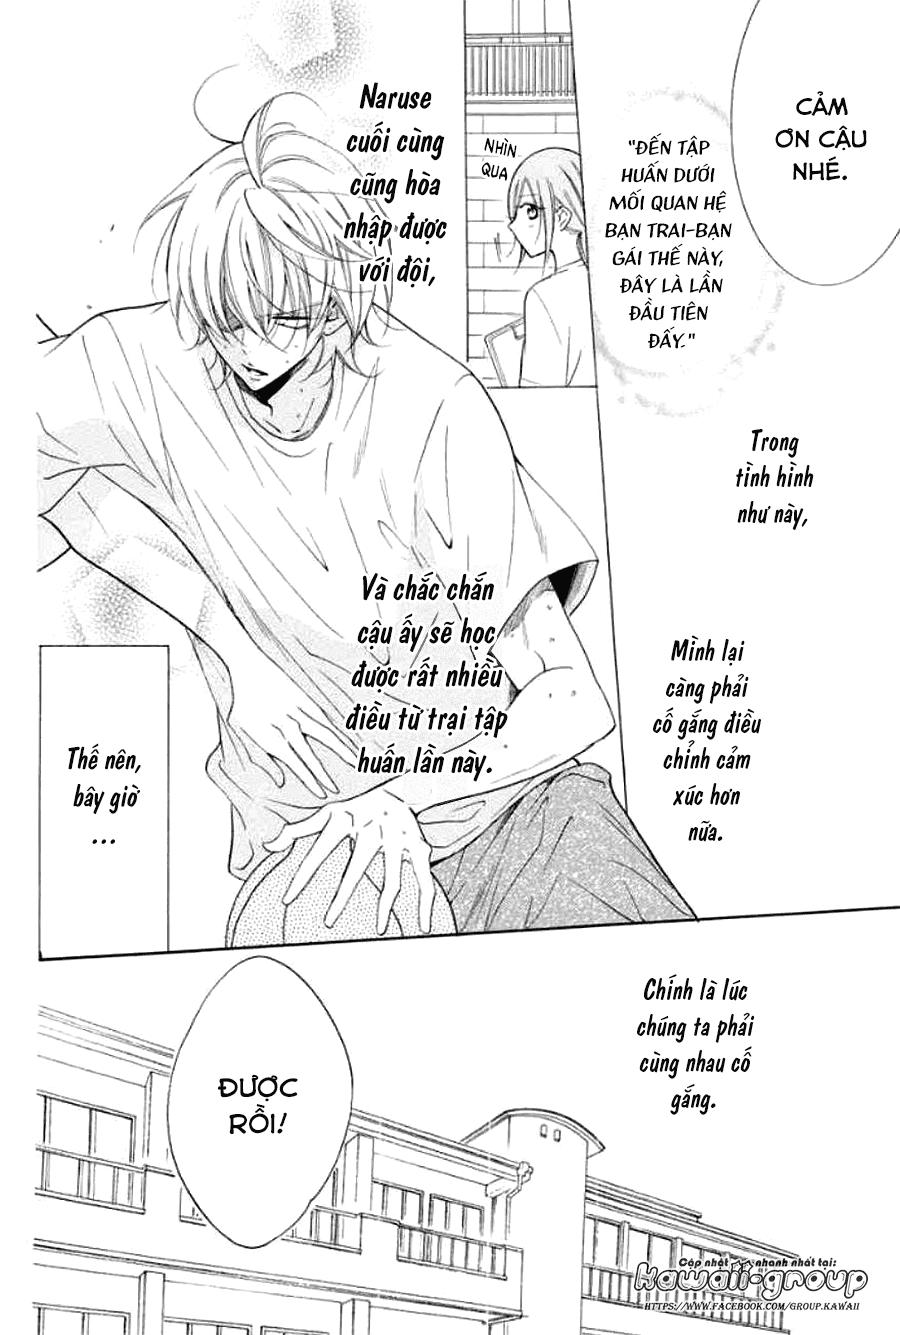 CẢM
ƠN CẬU
NHÉ.
"ĐẾN TẬP
HUẤN DƯỚI
MỐI QUAN HỆ
BẠN TRAI-BẠN
GÁI THẾ NÀY,
ĐÂY LÀ LẦN
ĐẦU TIÊN
ĐẤY."
NHÌN
QUA
Trong
tình hình
như này,
Mình lại
càng phải
cố gắng điều
chỉnh cảm
xúc hơn
nữa.
Naruse
cuối cùng
cũng hòa
nhập được
với đội,
Và chắc chắn
cậu ấy sẽ học
được rất nhiều
điều từ trại tập
huấn lần này.
Thế nên,
bây giờ
...
Chính là lúc
chúng ta phải
cùng nhau cố
gắng.
ĐƯỢC
RỒI!
Cập nhật nhanh nhất tại:
kawaii-group
HTTPS://WWW.FACEBOOK.COM/GROUP.KAWAII